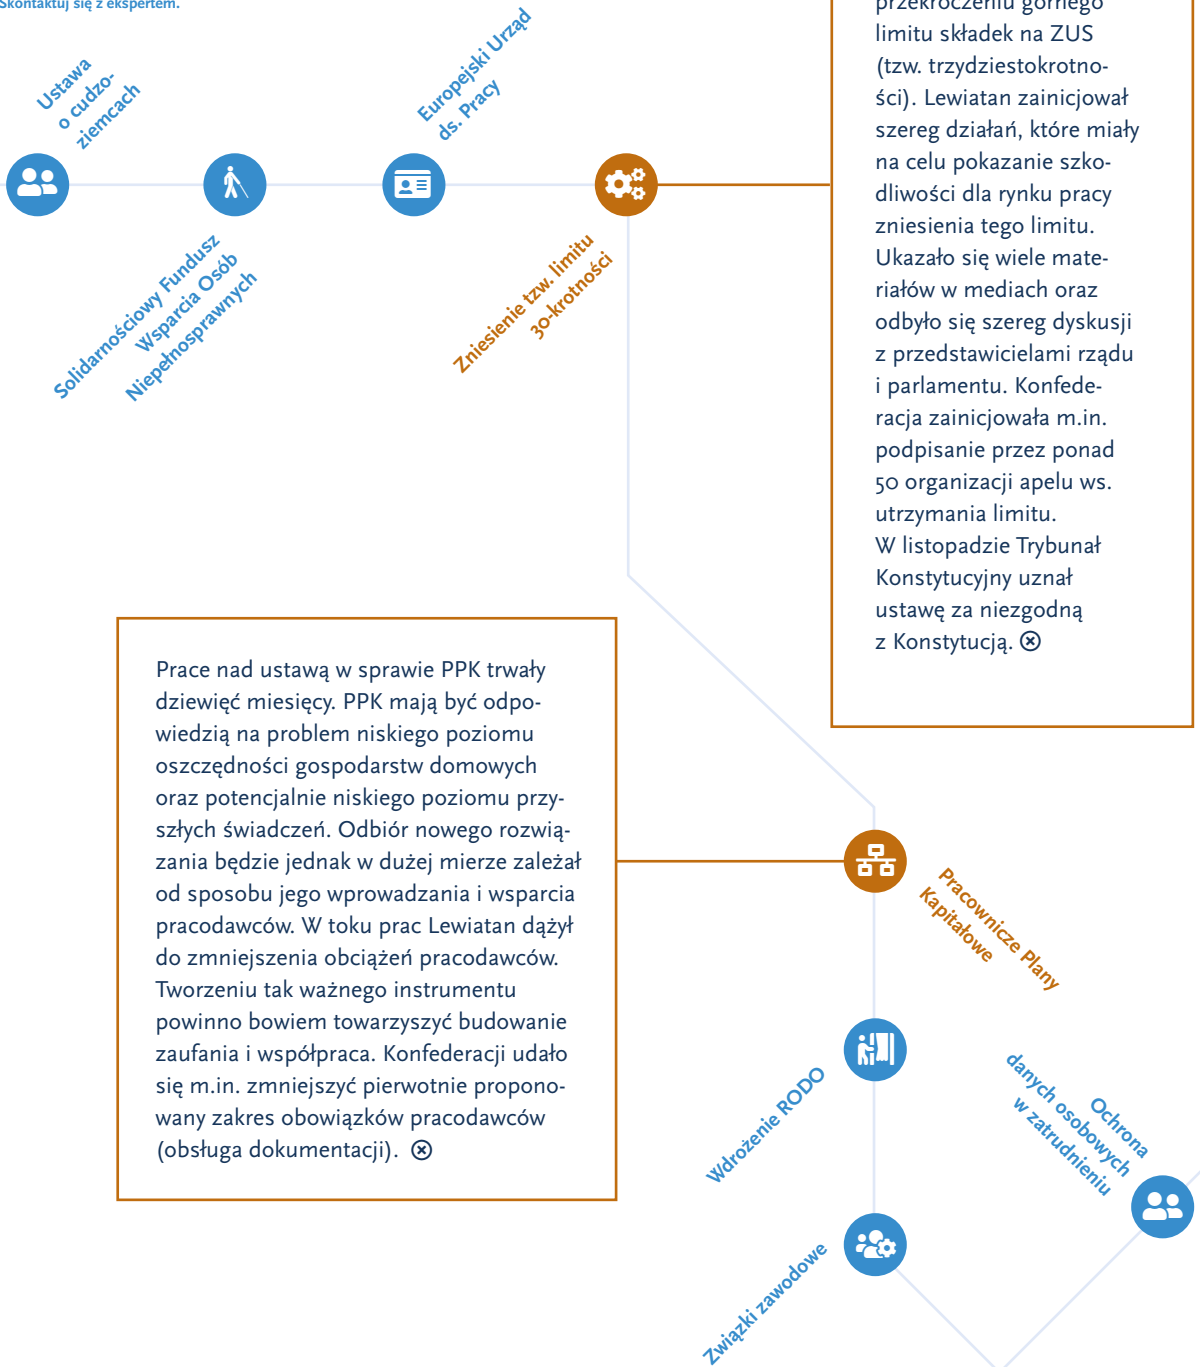 Skontaktuj się z ekspertem.
Ustawa
o cudzo-
ziemcach
Solidarnościowy Fundusz
Wsparcia Osób
Niepełnosprawnych
Europejski Urząd
ds. Pracy
Zniesienie tzw. limitu
30-krotności
przekroczeniu górnego
limitu składek na ZUS
(tzw. trzydziestokrotno-
ści). Lewiatan zainicjował
szereg działań, które miały
na celu pokazanie szko-
dliwości dla rynku pracy
zniesienia tego limitu.
Ukazało się wiele mate-
riałów w mediach oraz
odbyło się szereg dyskusji
z przedstawicielami rządu
i parlamentu. Konfede-
racja zainicjowała m.in.
podpisanie przez ponad
50 organizacji apelu ws.
utrzymania limitu.
W listopadzie Trybunał
Konstytucyjny uznał
ustawę za niezgodną
z Konstytucją.
Prace nad ustawą w sprawie PPK trwały
dziewięć miesięcy. PPK mają być odpo-
wiedzią na problem niskiego poziomu
oszczędności gospodarstw domowych
oraz potencjalnie niskiego poziomu przy-
szłych świadczeń. Odbiór nowego rozwią-
zania będzie jednak w dużej mierze zależał
od sposobu jego wprowadzania i wsparcia
pracodawców. W toku prac Lewiatan dążył
do zmniejszenia obciążeń pracodawców.
Tworzeniu tak ważnego instrumentu
powinno bowiem towarzyszyć budowanie
zaufania i współpraca. Konfederacji udało
się m.in. zmniejszyć pierwotnie propono-
wany zakres obowiązków pracodawców
(obsługa dokumentacji).
Pracownicze Plany
Kapitałowe
Wdrożenie RODO
Ochrona
danych osobowych
w zatrudnieniu
Związki zawodowe